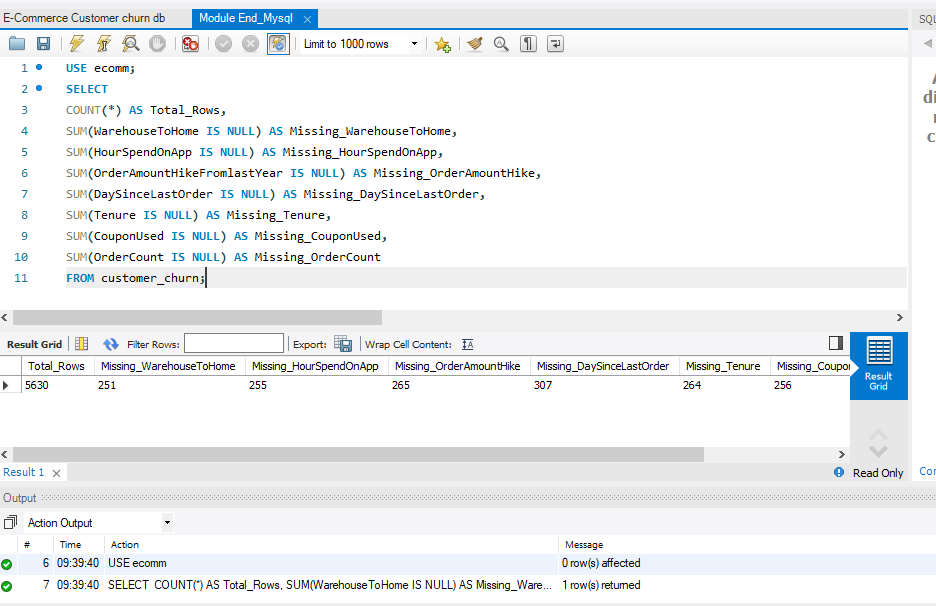 E-Commerce Customer churn db Module End_Mysql SQL
Limit to 1000 rows
1 USE ecomm;
2 SELECT
3 COUNT(*) AS Total_Rows,
4 SUM(WarehouseToHome IS NULL) AS Missing_WarehouseToHome,
5 SUM(HourSpendOnApp IS NULL) AS Missing_HourSpendOnApp,
6 SUM(OrderAmountHikeFromlastYear IS NULL) AS Missing_OrderAmountHike,
7 SUM(DaySinceLastOrder IS NULL) AS Missing_DaySinceLastOrder,
8 SUM(Tenure IS NULL) AS Missing_Tenure,
9 SUM(CouponUsed IS NULL) AS Missing_CouponUsed,
10 SUM(OrderCount IS NULL) AS Missing_OrderCount
11 FROM customer_churn;
Result Grid Filter Rows: Export: Wrap Cell Content:
Total_Rows Missing_WarehouseToHome Missing_HourSpendOnApp Missing_OrderAmountHike Missing_DaySinceLastOrder Missing_Tenure Missing_Coupon
5630 251 255 265 307 264 256
Result
Grid
Result 1 Read Only
Output
Action Output
# Time Action Message
6 09:39:40 USE ecomm 0 row(s) affected
7 09:39:40 SELECT COUNT(*) AS Total_Rows, SUM(WarehouseToHome IS NULL) AS Missing_Ware... 1 row(s) returned